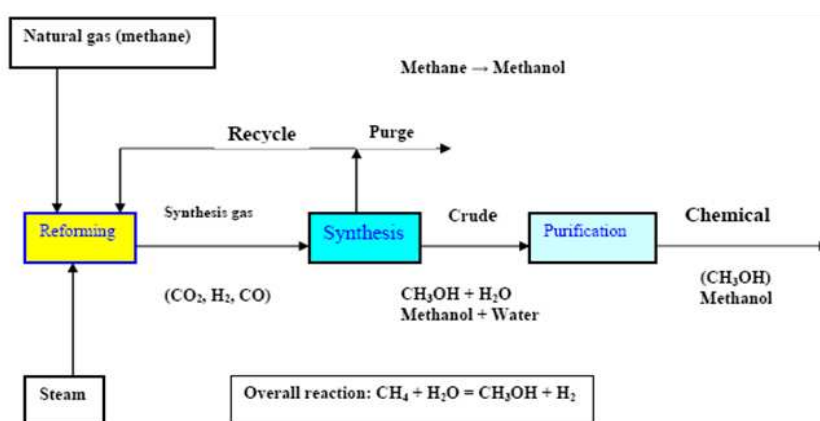 Natural gas (methane)
Methane → Methanol
Recycle
Purge
Reforming
Synthesis gas
Synthesis
Crude
Purification
Chemical
(CO₂, H₂, CO)
CH₃OH + H₂O
Methanol + Water
(CH₃OH)
Methanol
Steam
Overall reaction: CH₄ + H₂O = CH₃OH + H₂